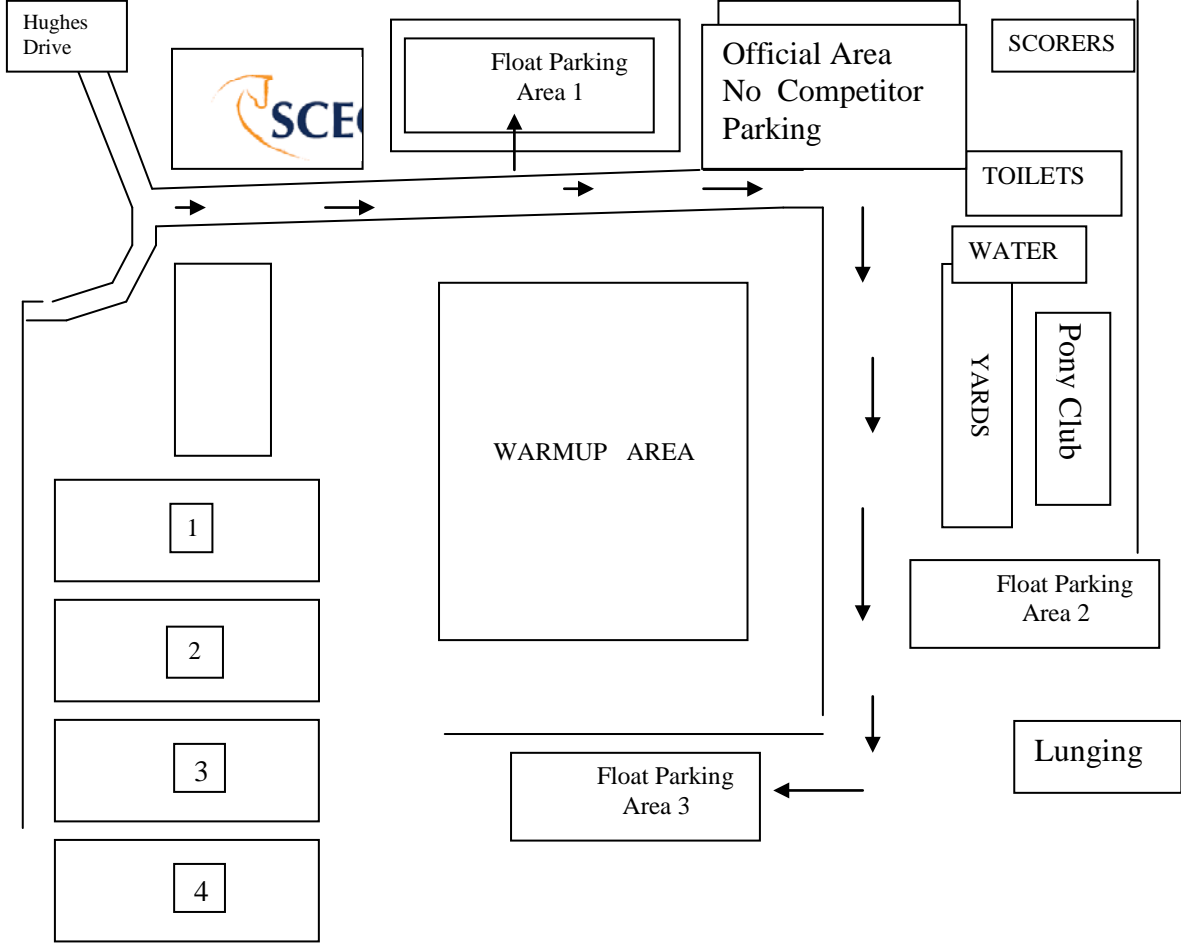 Hughes
Drive
SCE
Float Parking
Area 1
Official Area
No Competitor
Parking
SCORERS
TOILETS
WATER
YARDS
Pony Club
WARMUP AREA
1
2
3
4
Float Parking
Area 2
Lunging
Float Parking
Area 3